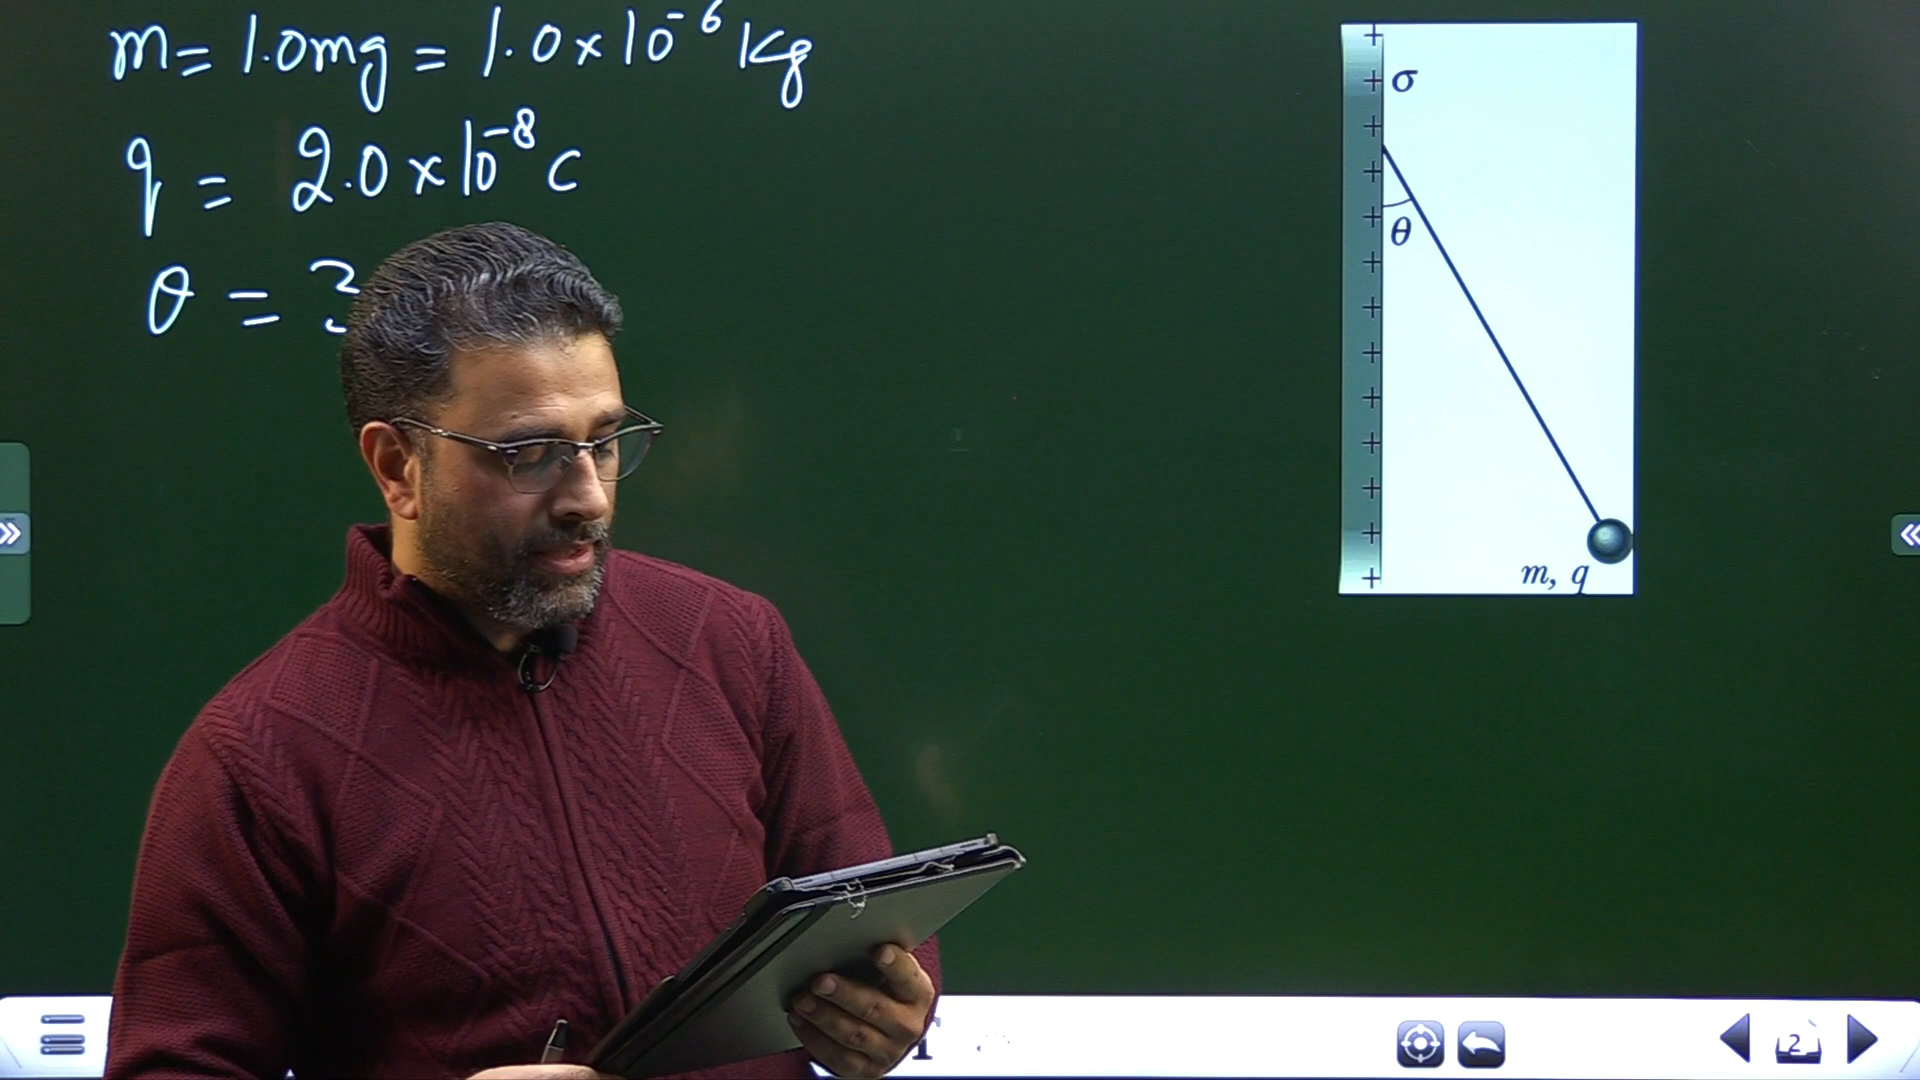 m = 1.0mg = 1.0 × 10⁻⁶ Kg
q = 2.0 × 10⁻⁸ C
θ = 3
+
+ σ
+
+
+ θ
+
+
+
+
+
+
+
+ m, q
2